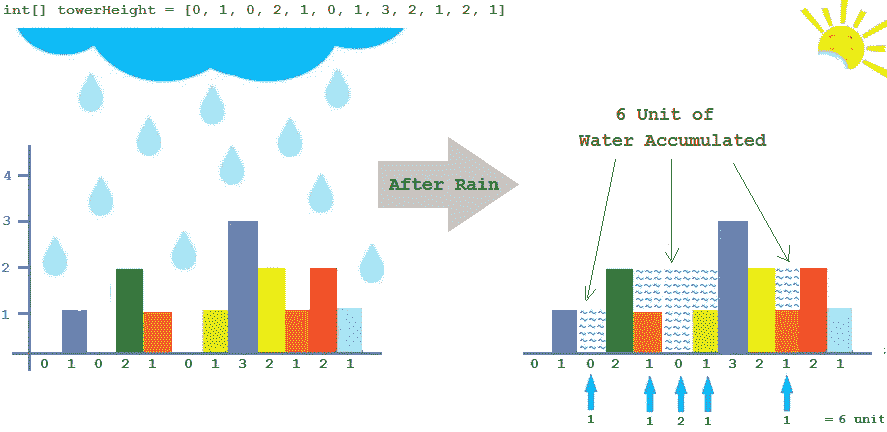 int[] towerHeight = [0, 1, 0, 2, 1, 0, 1, 3, 2, 1, 2, 1]
6 Unit of
Water Accumulated
After Rain
4
3
2
1
0 1 0 2 1 0 1 3 2 1 2 1
0 1 0 2 1 0 1 3 2 1 2 1
1 1 2 1 1 = 6 unit